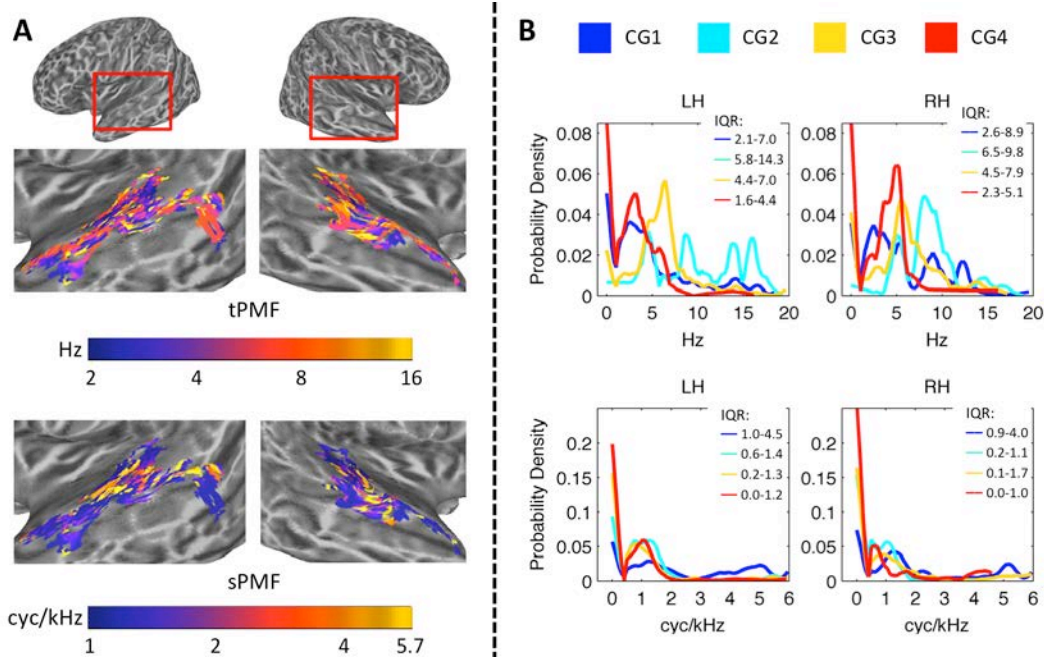 A
tPMF
Hz
2 4 8 16
sPMF
cyc/kHz
1 2 4 5.7
B
CG1 CG2 CG3 CG4
LH
IQR:
2.1-7.0
5.8-14.3
4.4-7.0
1.6-4.4
Probability Density
0.08
0.06
0.04
0.02
0
0 5 10 15 20
Hz
RH
IQR:
2.6-8.9
6.5-9.8
4.5-7.9
2.3-5.1
0.08
0.06
0.04
0.02
0
0 5 10 15 20
Hz
LH
IQR:
1.0-4.5
0.6-1.4
0.2-1.3
0.0-1.2
Probability Density
0.2
0.15
0.1
0.05
0
0 1 2 3 4 5 6
cyc/kHz
RH
IQR:
0.9-4.0
0.2-1.1
0.1-1.7
0.0-1.0
0.2
0.15
0.1
0.05
0
0 1 2 3 4 5 6
cyc/kHz